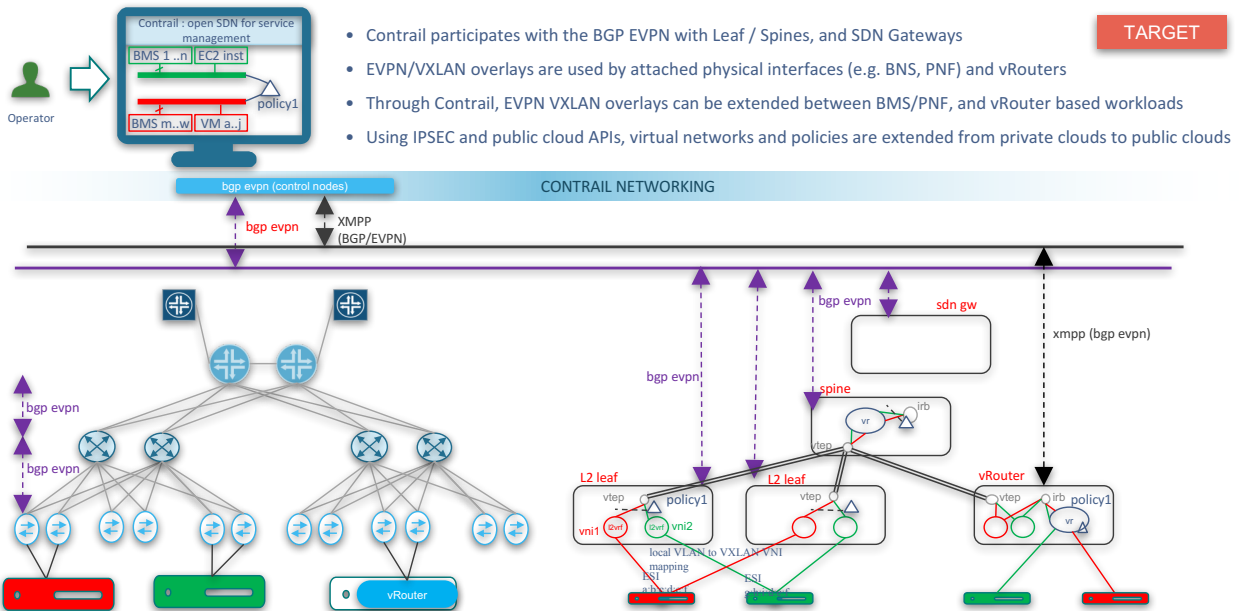 Contrail : open SDN for service
management
BMS 1 ..n
EC2 inst
policy1
BMS m..w
VM a..j
Operator
• Contrail participates with the BGP EVPN with Leaf / Spines, and SDN Gateways
• EVPN/VXLAN overlays are used by attached physical interfaces (e.g. BNS, PNF) and vRouters
• Through Contrail, EVPN VXLAN overlays can be extended between BMS/PNF, and vRouter based workloads
• Using IPSEC and public cloud APIs, virtual networks and policies are extended from private clouds to public clouds
TARGET
bgp evpn (control nodes)
CONTRAIL NETWORKING
bgp evpn
XMPP
(BGP/EVPN)
bgp evpn
sdn gw
xmpp (bgp evpn)
bgp evpn
spine
irb
vr
vtep
bgp evpn
bgp evpn
L2 leaf
vtep
policy1
vni1
l2vrf
l2vrf
vni2
L2 leaf
vtep
vRouter
vtep
irb
policy1
vr
local VLAN to VXLAN VNI
mapping
ESI
ESI
vRouter